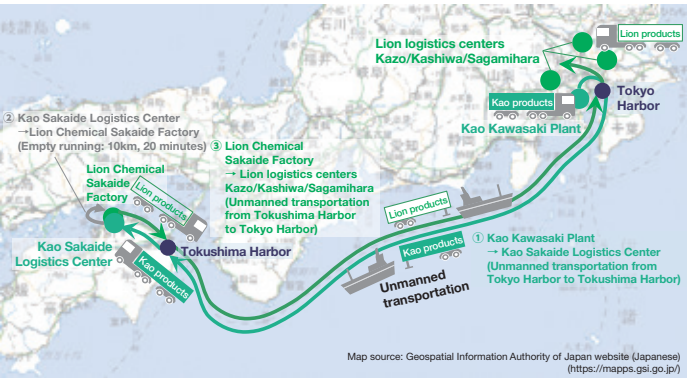 Lion logistics centers
Kazo/Kashiwa/Sagamihara
Lion products
Kao products
Tokyo
Harbor
Kao Kawasaki Plant
② Kao Sakaide Logistics Center
→Lion Chemical Sakaide Factory
(Empty running: 10km, 20 minutes)
③ Lion Chemical
Sakaide Factory
→ Lion logistics centers
Kazo/Kashiwa/Sagamihara
(Unmanned transportation
from Tokushima Harbor
to Tokyo Harbor)
Lion Chemical
Sakaide
Factory
Lion products
Kao Sakaide
Logistics Center
Tokushima Harbor
Kao products
Lion products
Kao products
Unmanned
transportation
① Kao Kawasaki Plant
→ Kao Sakaide Logistics Center
(Unmanned transportation from
Tokyo Harbor to Tokushima Harbor)
Map source: Geospatial Information Authority of Japan website (Japanese)
(https://mapps.gsi.go.jp/)